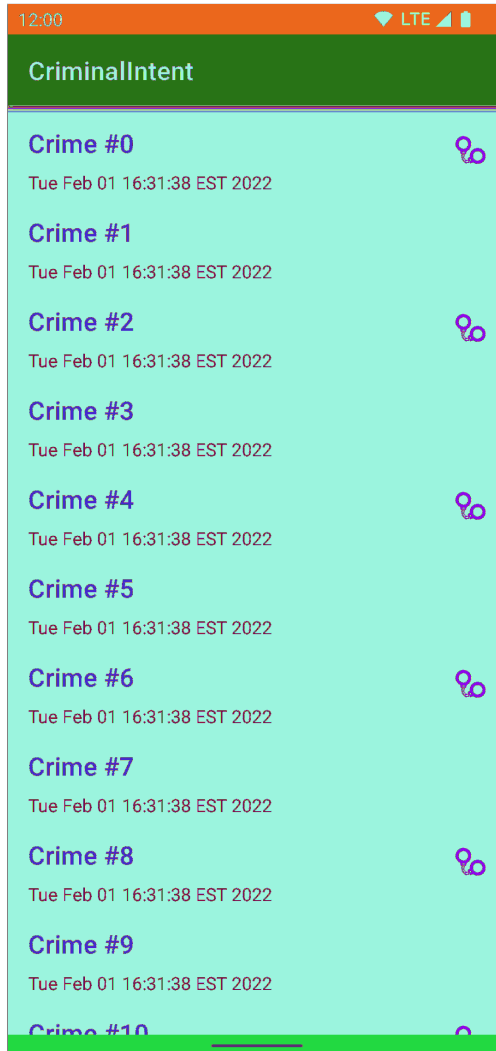 12:00 LTE
CriminalIntent
Crime #0
Tue Feb 01 16:31:38 EST 2022
Crime #1
Tue Feb 01 16:31:38 EST 2022
Crime #2
Tue Feb 01 16:31:38 EST 2022
Crime #3
Tue Feb 01 16:31:38 EST 2022
Crime #4
Tue Feb 01 16:31:38 EST 2022
Crime #5
Tue Feb 01 16:31:38 EST 2022
Crime #6
Tue Feb 01 16:31:38 EST 2022
Crime #7
Tue Feb 01 16:31:38 EST 2022
Crime #8
Tue Feb 01 16:31:38 EST 2022
Crime #9
Tue Feb 01 16:31:38 EST 2022
Crime #10